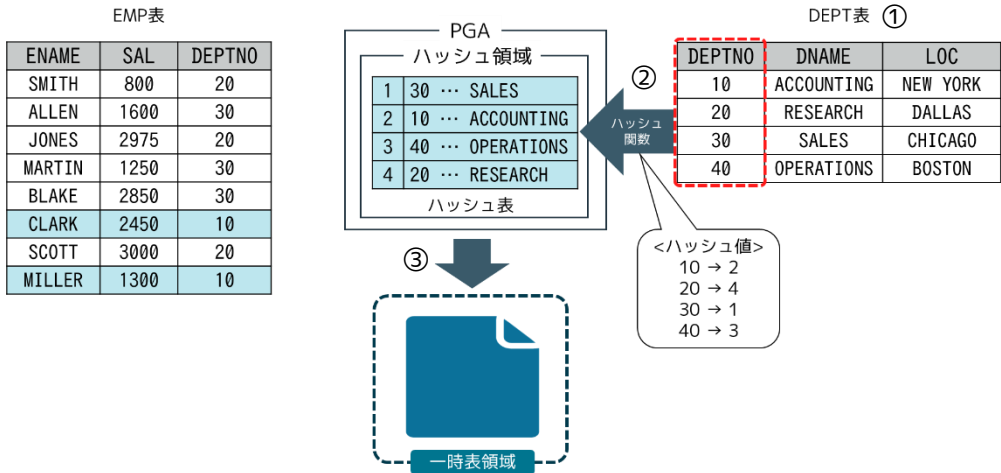 EMP表
ENAME SAL DEPTNO
SMITH 800 20
ALLEN 1600 30
JONES 2975 20
MARTIN 1250 30
BLAKE 2850 30
CLARK 2450 10
SCOTT 3000 20
MILLER 1300 10
PGA
ハッシュ領域
1 30 … SALES
2 10 … ACCOUNTING
3 40 … OPERATIONS
4 20 … RESEARCH
ハッシュ表
②
ハッシュ
関数
DEPT表 ①
DEPTNO DNAME LOC
10 ACCOUNTING NEW YORK
20 RESEARCH DALLAS
30 SALES CHICAGO
40 OPERATIONS BOSTON
<ハッシュ値>
10 → 2
20 → 4
30 → 1
40 → 3
③
一時表領域